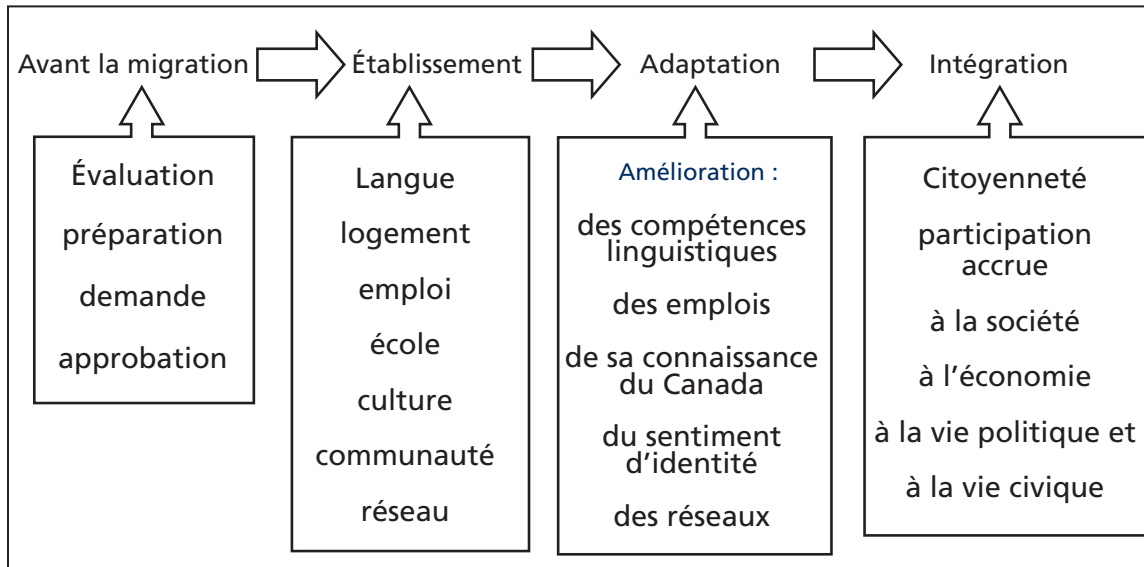 Avant la migration
Établissement
Adaptation
Intégration
Évaluation
préparation
demande
approbation
Langue
logement
emploi
école
culture
communauté
réseau
Amélioration :
des compétences
linguistiques
des emplois
de sa connaissance
du Canada
du sentiment
d’identité
des réseaux
Citoyenneté
participation
accrue
à la société
à l’économie
à la vie politique et
à la vie civique